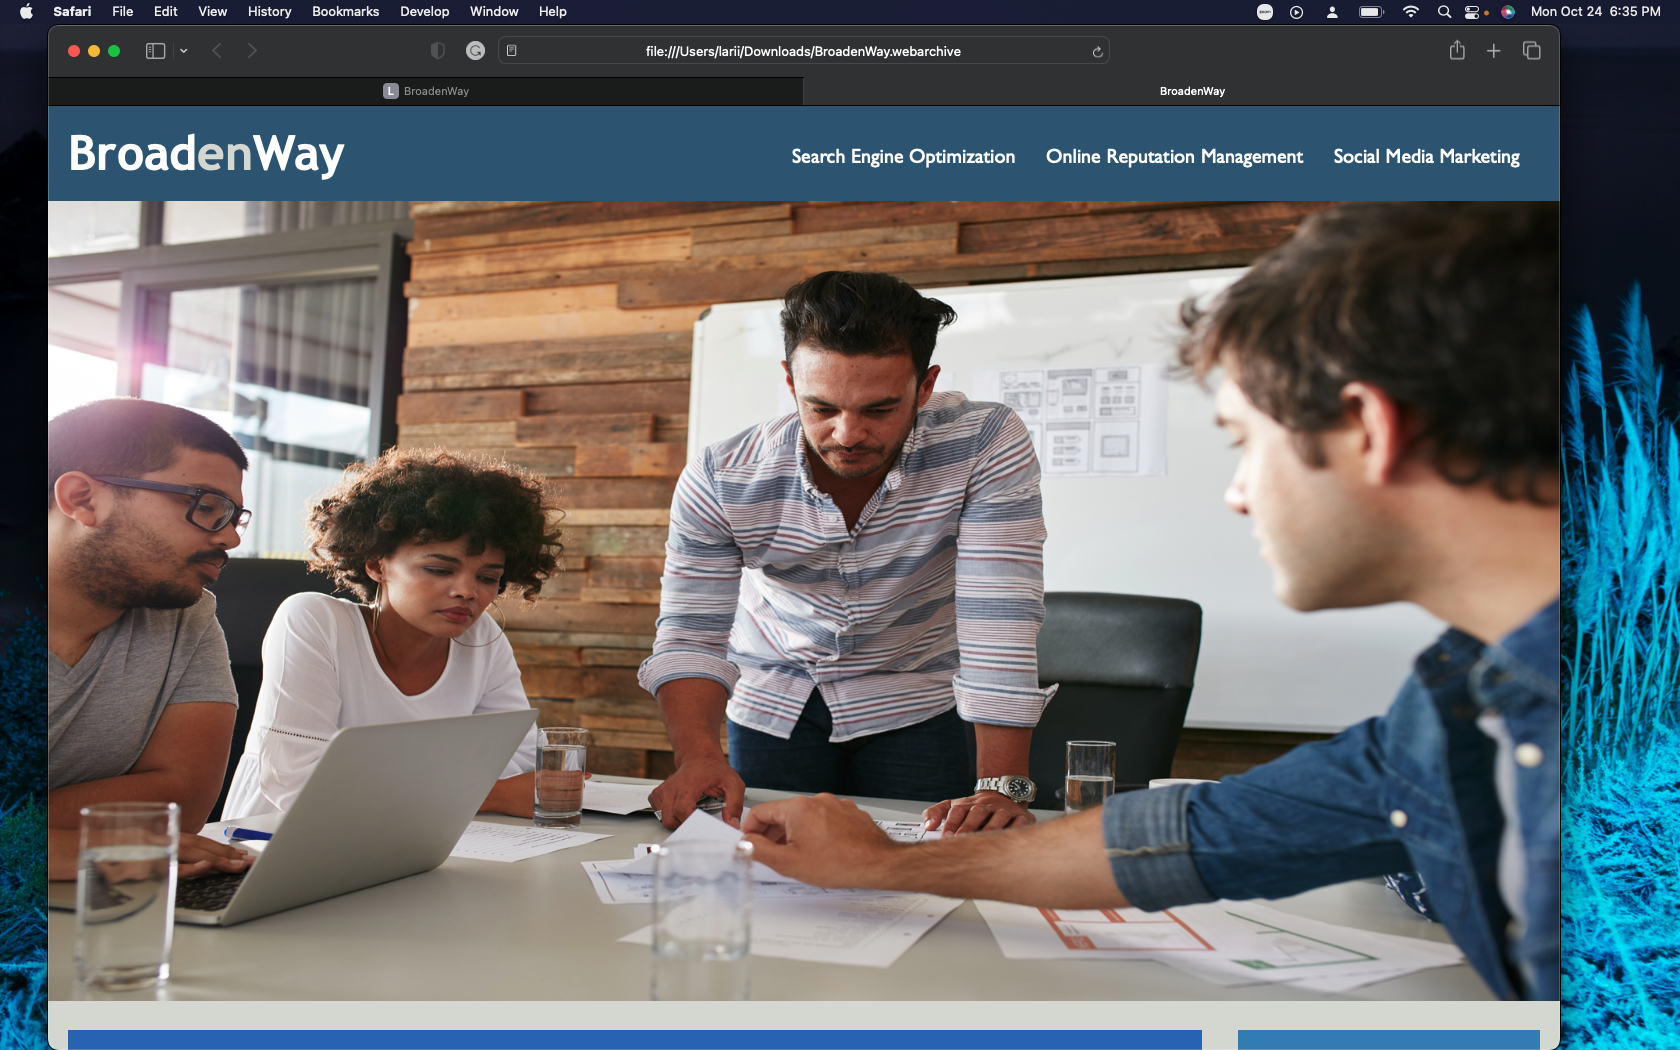 Safari File Edit View History Bookmarks Develop Window Help zoom Mon Oct 24 6:35 PM
file:///Users/larii/Downloads/BroadenWay.webarchive
L BroadenWay BroadenWay
BroadenWay Search Engine Optimization Online Reputation Management Social Media Marketing